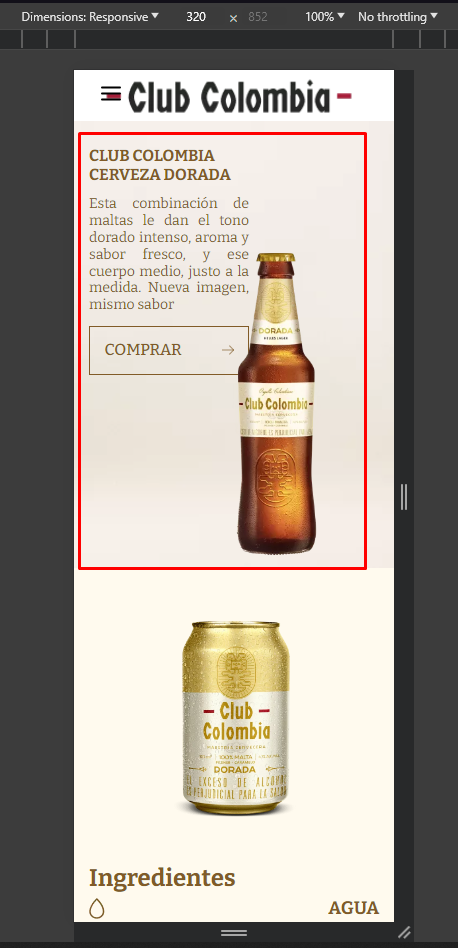 Dimensions: Responsive 320 × 852 100% No throttling
Club Colombia
CLUB COLOMBIA
CERVEZA DORADA
Esta combinación de
maltas le dan el tono
dorado intenso, aroma y
sabor fresco, y ese
cuerpo medio, justo a la
medida. Nueva imagen,
mismo sabor
COMPRAR →
DORADA
Club Colombia
Club
Colombia
100% MALTA
DORADA
EL EXCESO DE ALCOHOL
ES PERJUDICIAL PARA LA SALUD
Ingredientes
AGUA